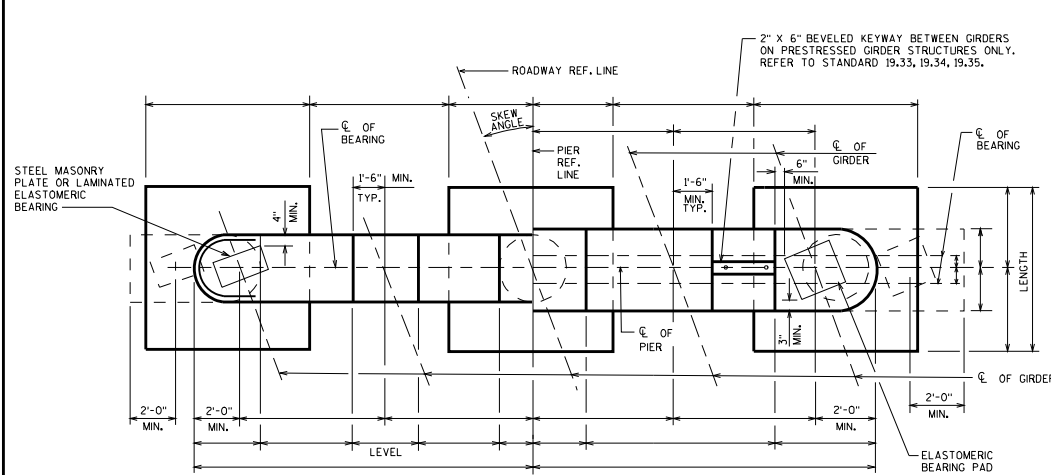 2" X 6" BEVELED KEYWAY BETWEEN GIRDERS
ON PRESTRESSED GIRDER STRUCTURES ONLY.
REFER TO STANDARD 19.33, 19.34, 19.35.
ROADWAY REF. LINE
SKEW
ANGLE
℄ OF
BEARING
PIER
REF.
LINE
℄ OF
GIRDER
℄ OF
BEARING
STEEL MASONRY
PLATE OR LAMINATED
ELASTOMERIC
BEARING
4"
MIN.
1'-6" MIN.
TYP.
1'-6"
MIN.
TYP.
6"
MIN.
LENGTH
℄ OF
PIER
3"
MIN.
℄ OF GIRDER
2'-0"
MIN.
2'-0"
MIN.
2'-0"
MIN.
2'-0"
MIN.
LEVEL
ELASTOMERIC
BEARING PAD